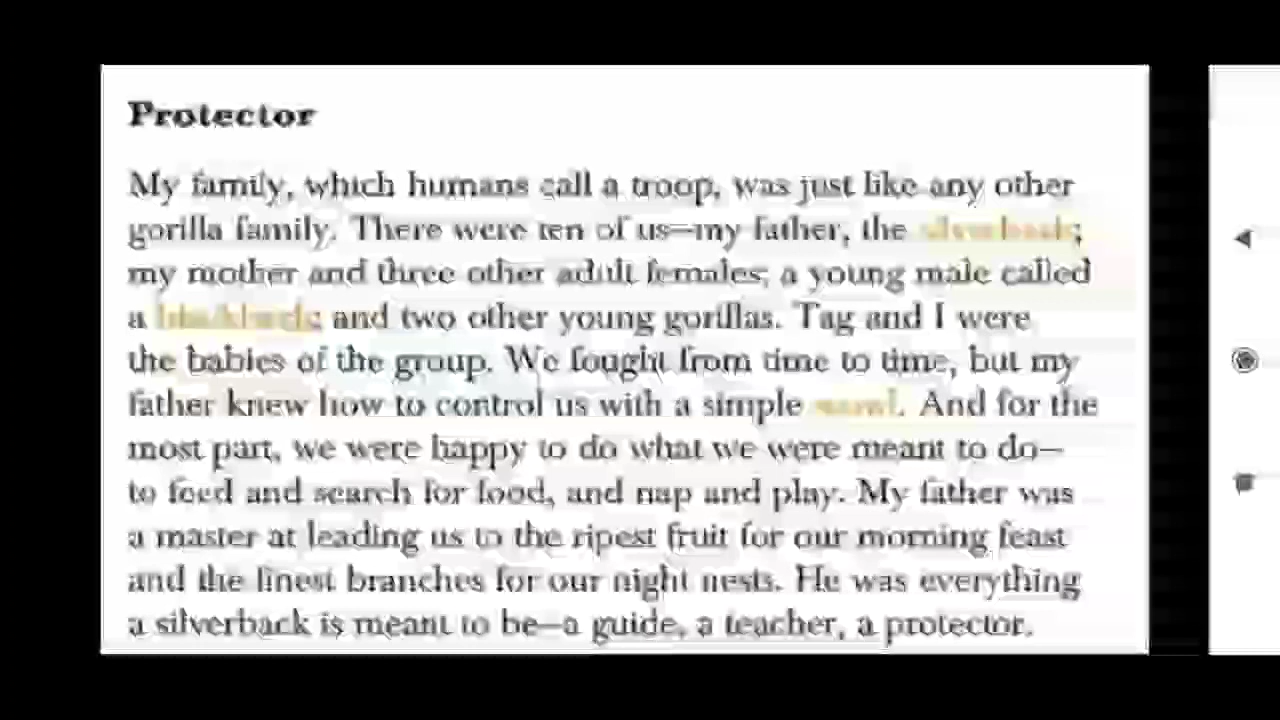 Protector
My family, which humans call a troop, was just like any other
gorilla family. There were ten of us—my father, the silverback;
my mother and three other adult females; a young male called
a blackback; and two other young gorillas. Tag and I were
the babies of the group. We fought from time to time, but my
father knew how to control us with a simple scowl. And for the
most part, we were happy to do what we were meant to do—
to feed and search for food, and nap and play. My father was
a master at leading us to the ripest fruit for our morning feast
and the finest branches for our night nests. He was everything
a silverback is meant to be—a guide, a teacher, a protector.